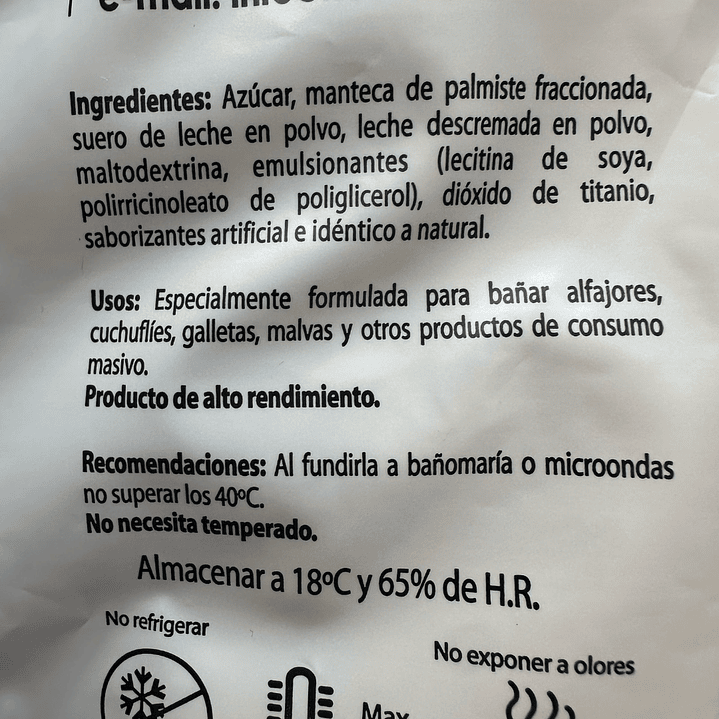 Ingredientes: Azúcar, manteca de palmiste fraccionada,
suero de leche en polvo, leche descremada en polvo,
maltodextrina, emulsionantes (lecitina de soya,
polirricinoleato de poliglicerol), dióxido de titanio,
saborizantes artificial e idéntico a natural.
Usos: Especialmente formulada para bañar alfajores,
cuchuflíes, galletas, malvas y otros productos de consumo
masivo.
Producto de alto rendimiento.
Recomendaciones: Al fundirla a bañomaría o microondas
no superar los 40ºC.
No necesita temperado.
Almacenar a 18ºC y 65% de H.R.
No refrigerar
No exponer a olores
Max